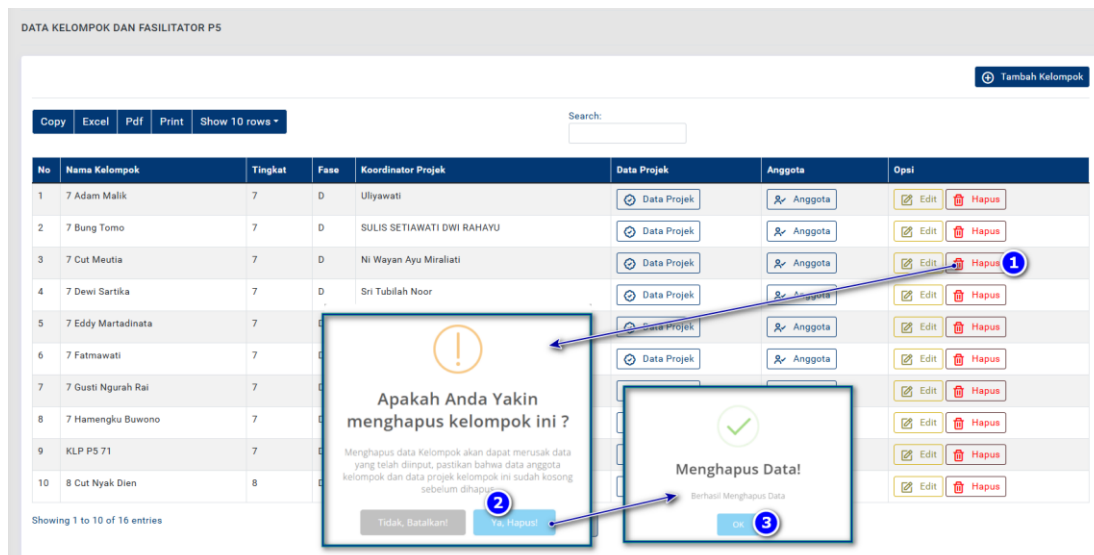 DATA KELOMPOK DAN FASILITATOR P5
Tambah Kelompok
Copy Excel Pdf Print Show 10 rows
Search:
No Nama Kelompok Tingkat Fase Koordinator Projek Data Projek Anggota Opsi
1 7 Adam Malik 7 D Uliyawati Data Projek Anggota Edit Hapus
2 7 Bung Tomo 7 D SULIS SETIAWATI DWI RAHAYU Data Projek Anggota Edit Hapus
3 7 Cut Meutia 7 D Ni Wayan Ayu Miraliati Data Projek Anggota Edit Hapus 1
4 7 Dewi Sartika 7 D Sri Tubilah Noor Data Projek Anggota Edit Hapus
5 7 Eddy Martadinata 7 Data Projek Anggota Edit Hapus
6 7 Fatmawati 7 Data Projek Anggota Edit Hapus
7 7 Gusti Ngurah Rai 7 Edit Hapus
8 7 Hamengku Buwono 7 Edit Hapus
9 KLP P5 71 7 Edit Hapus
10 8 Cut Nyak Dien 8 Edit Hapus
Showing 1 to 10 of 16 entries
Apakah Anda Yakin
menghapus kelompok ini ?
Menghapus data Kelompok akan dapat merusak data
yang telah diinput, pastikan bahwa data anggota
kelompok dan data projek kelompok ini sudah kosong
sebelum dihapus
2
Tidak, Batalkan! Ya, Hapus!
Menghapus Data!
Berhasil Menghapus Data
OK 3